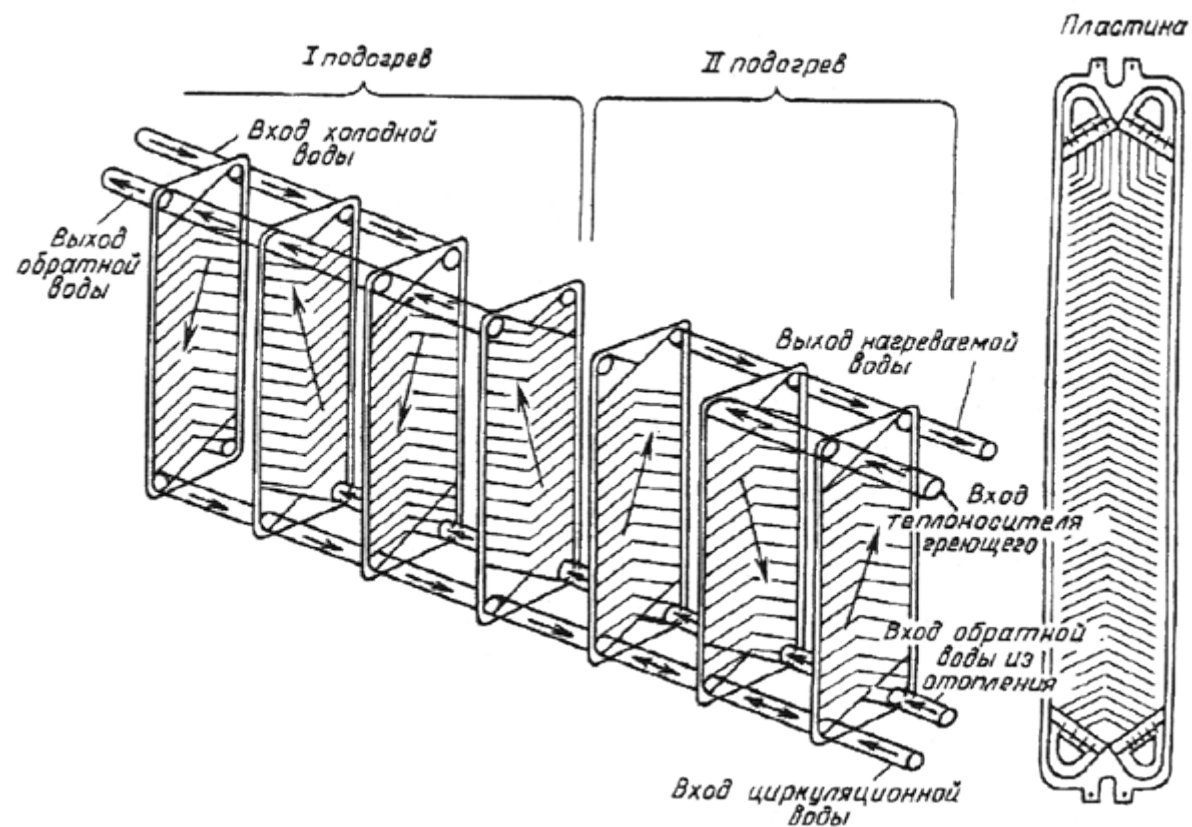 Пластина
I подогрев
II подогрев
Вход холодной
воды
Выход
обратной
воды
Выход нагреваемой
воды
Вход
теплоносителя
греющего
Вход обратной
воды из
отопления
Вход циркуляционной
воды